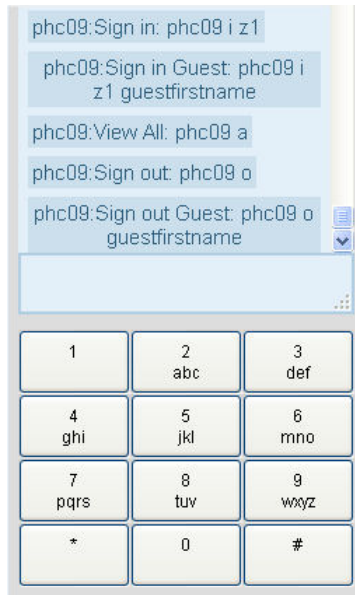 phc09:Sign in: phc09 i z1
phc09:Sign in Guest: phc09 i
z1 guestfirstname
phc09:View All: phc09 a
phc09:Sign out: phc09 o
phc09:Sign out Guest: phc09 o
guestfirstname
1 2 3
abc def
4 5 6
ghi jkl mno
7 8 9
pqrs tuv wxyz
* 0 #